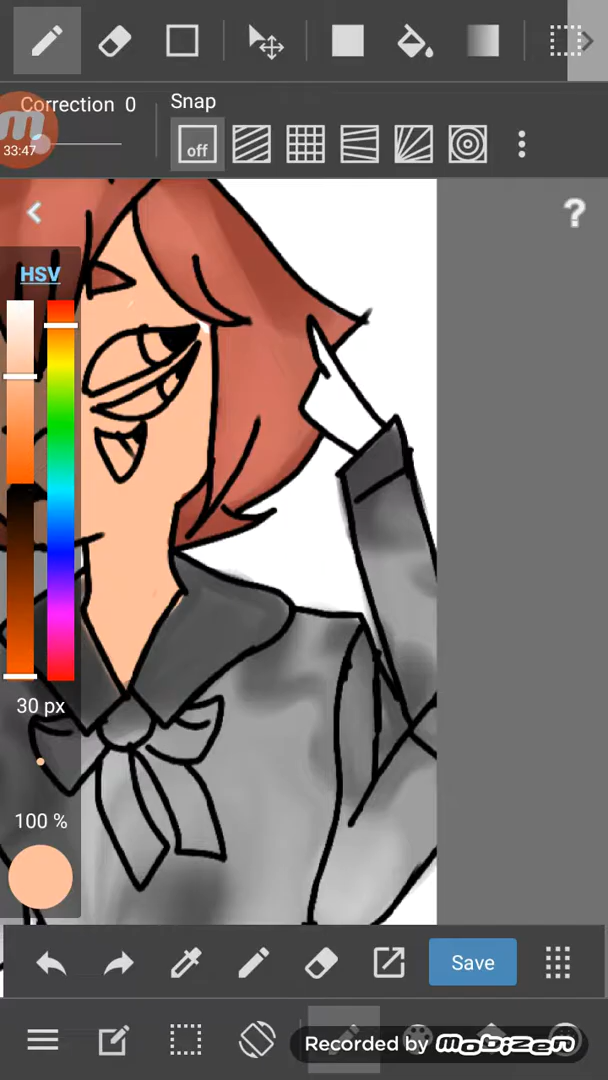 Correction 0
Snap
33:47
off
?
HSV
30 px
100 %
Save
Recorded by mobizen